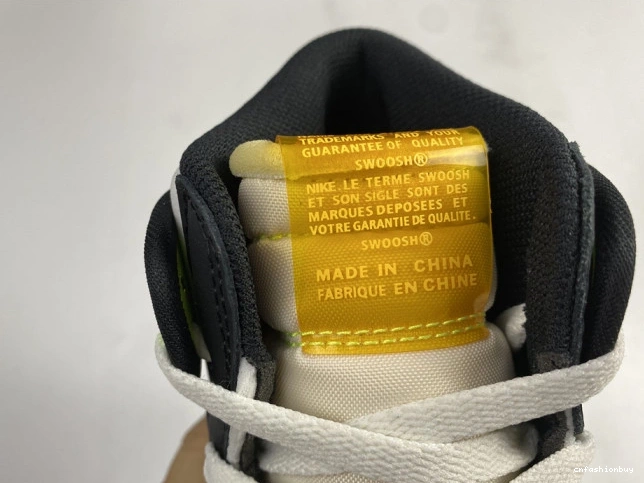 TRADEMARKS AND YOUR
GUARANTEE OF QUALITY
SWOOSH®
NIKE. LE TERME SWOOSH
ET SON SIGLE SONT DES
MARQUES DEPOSEES ET
VOTRE GARANTIE DE QUALITE.
SWOOSH®
MADE IN CHINA
FABRIQUE EN CHINE
cnfashionbuy